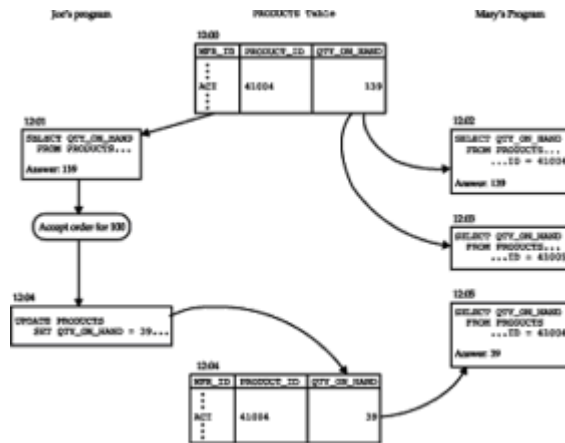 Joe's program
PRODUCTS Table
Mary's Program
12:00
MFR_ID PRODUCT_ID QTY_ON_HAND
ACI 41004 139
12:01
SELECT QTY_ON_HAND
FROM PRODUCTS...
Answer: 139
12:02
SELECT QTY_ON_HAND
FROM PRODUCTS...
...ID = 41004
Answer: 139
Accept order for 100
12:03
SELECT QTY_ON_HAND
FROM PRODUCTS...
12:04
UPDATE PRODUCTS
SET QTY_ON_HAND = 39...
12:05
SELECT QTY_ON_HAND
FROM PRODUCTS
...ID = 41004
Answer: 39
12:04
MFR_ID PRODUCT_ID QTY_ON_HAND
ACI 41004 39